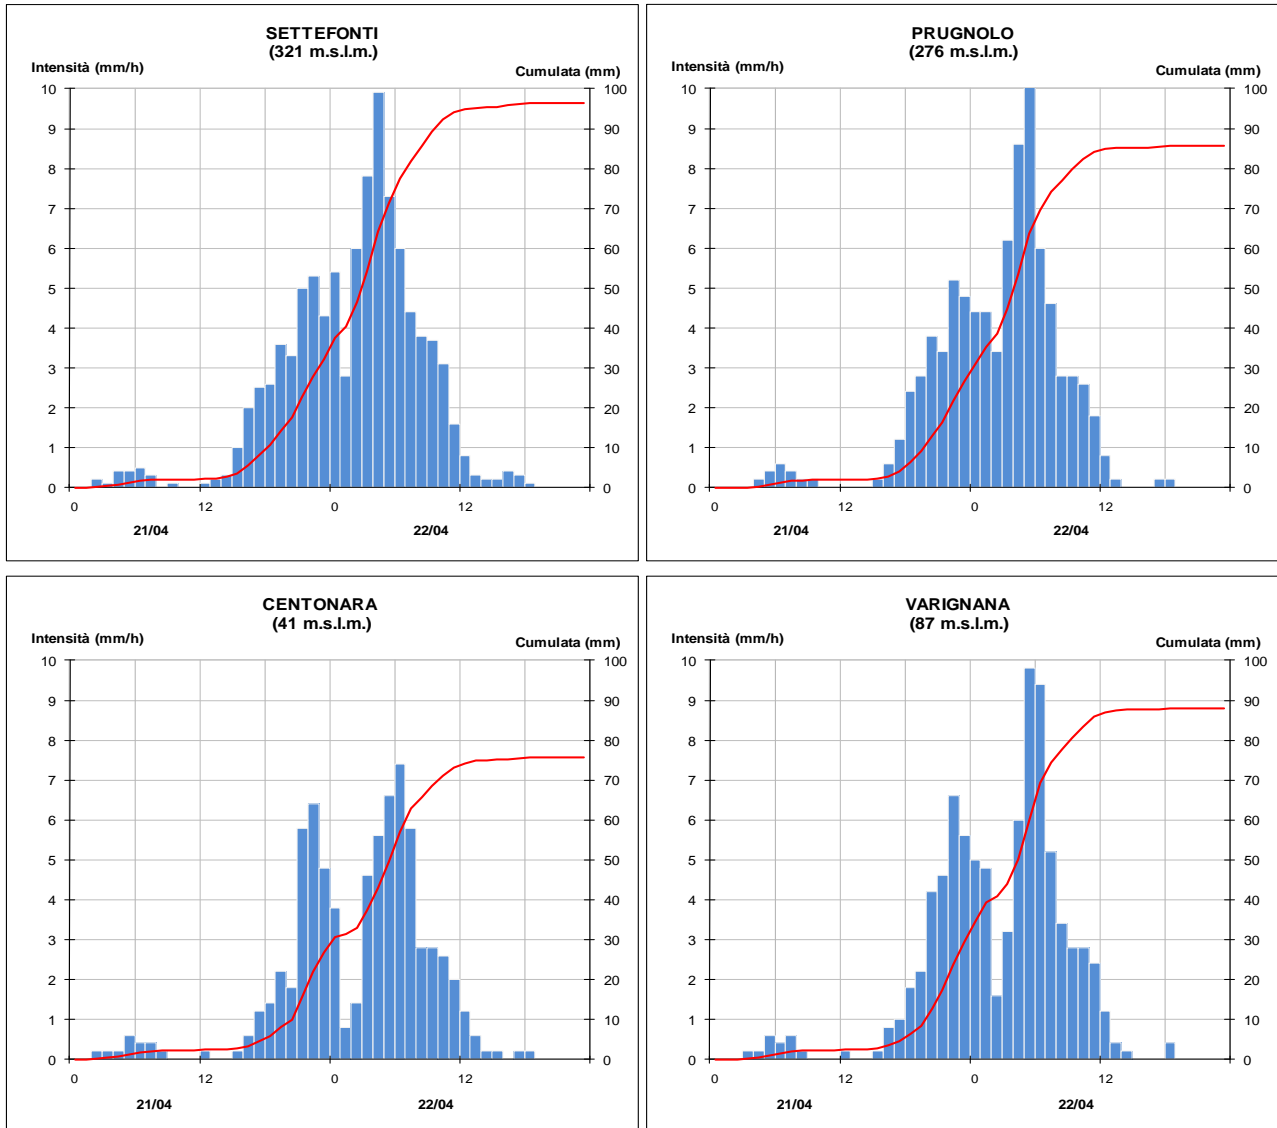 SETTEFONTI
(321 m.s.l.m.)
Intensità (mm/h)
Cumulata (mm)
10 100
9 90
8 80
7 70
6 60
5 50
4 40
3 30
2 20
1 10
0 0
0 12 0 12
21/04 22/04
PRUGNOLO
(276 m.s.l.m.)
Intensità (mm/h)
Cumulata (mm)
10 100
9 90
8 80
7 70
6 60
5 50
4 40
3 30
2 20
1 10
0 0
0 12 0 12
21/04 22/04
CENTONARA
(41 m.s.l.m.)
Intensità (mm/h)
Cumulata (mm)
10 100
9 90
8 80
7 70
6 60
5 50
4 40
3 30
2 20
1 10
0 0
0 12 0 12
21/04 22/04
VARIGNANA
(87 m.s.l.m.)
Intensità (mm/h)
Cumulata (mm)
10 100
9 90
8 80
7 70
6 60
5 50
4 40
3 30
2 20
1 10
0 0
0 12 0 12
21/04 22/04